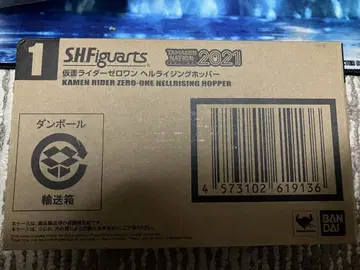 1
S.H.Figuarts
TAMASHII NATION
2021
仮面ライダーゼロワン ヘルライジングホッパー
KAMEN RIDER ZERO-ONE HELLRISING HOPPER
ダンボール
輸送箱
4 573102 619136
BAN
DAI